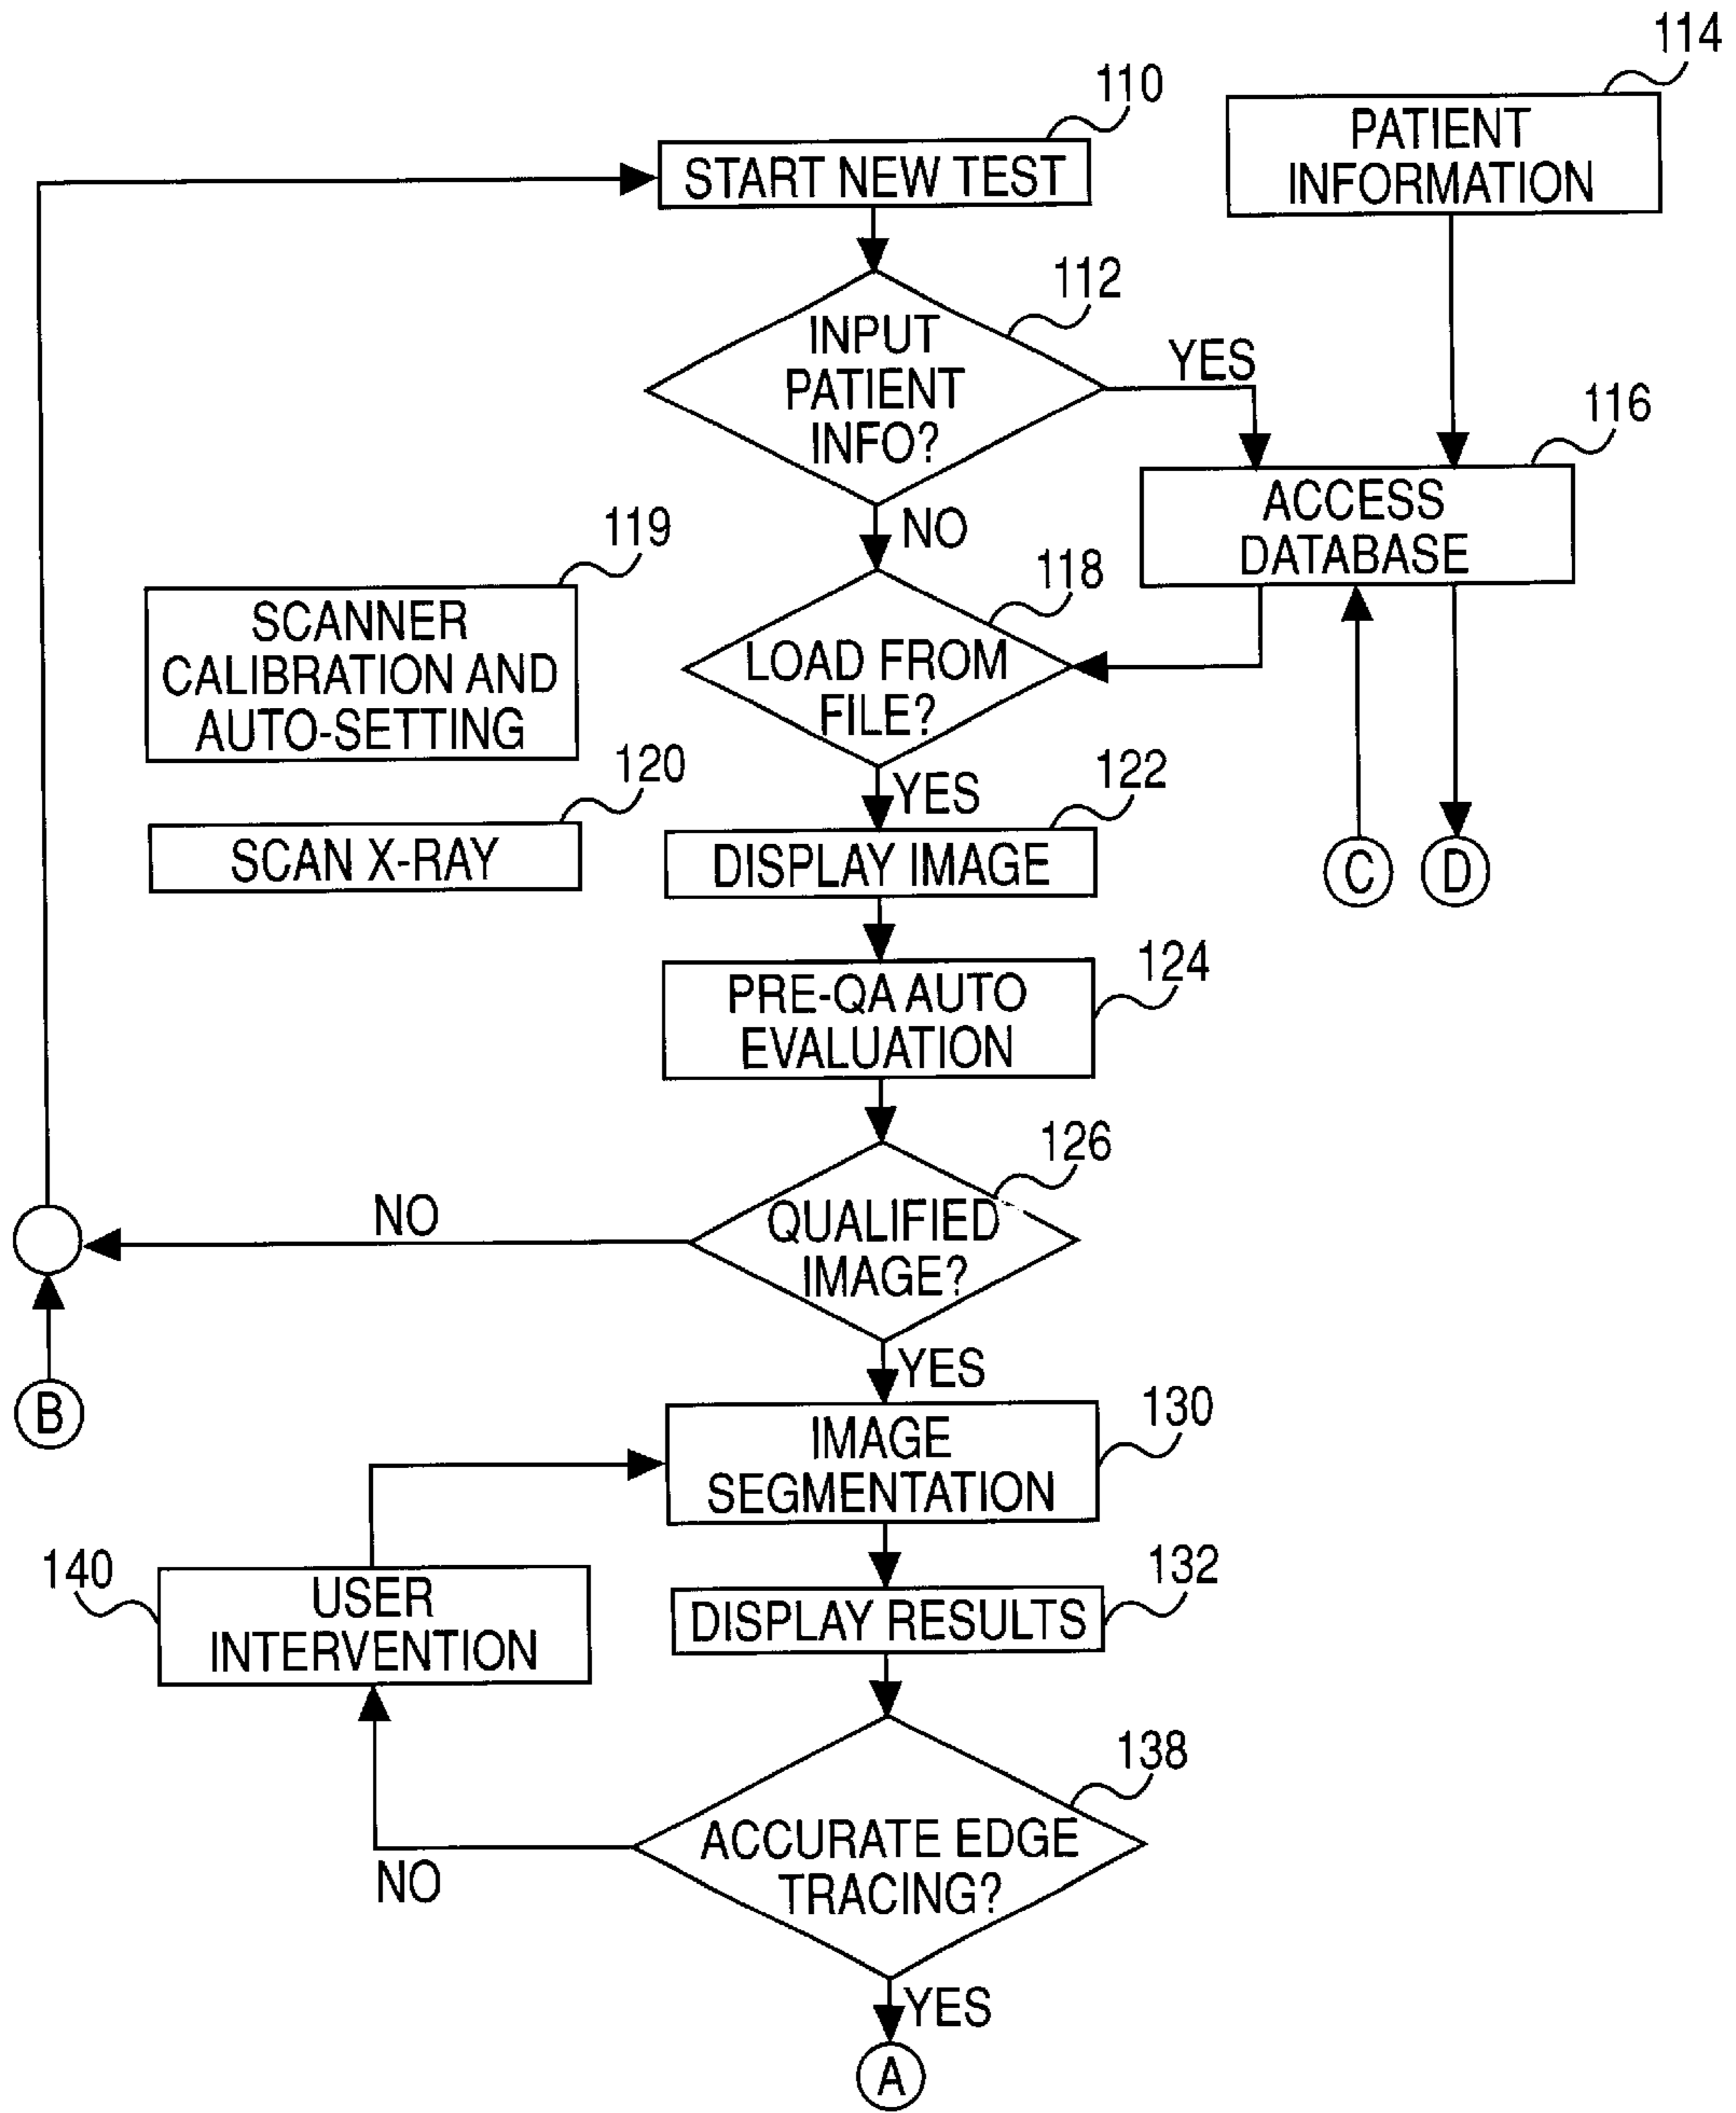 114
110
PATIENT
INFORMATION
START NEW TEST
112
INPUT
PATIENT
INFO?
YES
116
ACCESS
DATABASE
NO
119
118
SCANNER
CALIBRATION AND
AUTO-SETTING
LOAD FROM
FILE?
120
YES
122
SCAN X-RAY
DISPLAY IMAGE
C
D
124
PRE-QA AUTO
EVALUATION
126
NO
QUALIFIED
IMAGE?
YES
B
130
IMAGE
SEGMENTATION
140
132
USER
INTERVENTION
DISPLAY RESULTS
138
ACCURATE EDGE
TRACING?
NO
YES
A